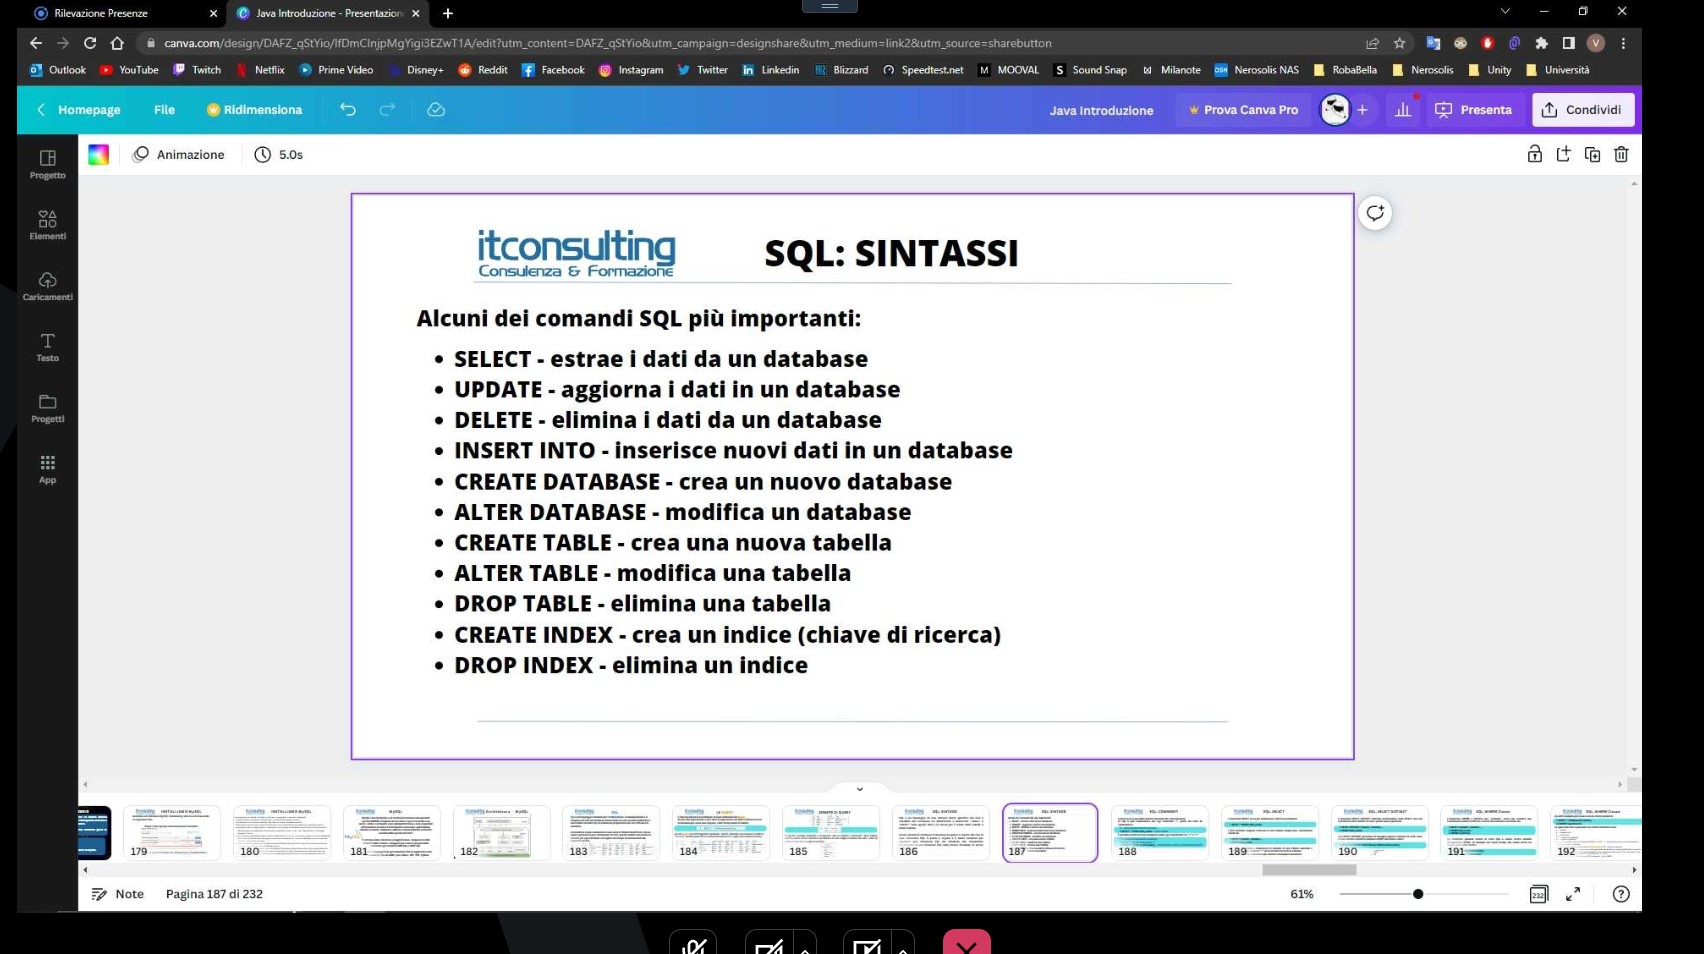 Rilevazione Presenze
Java Introduzione - Presentazion
canva.com/design/DAFZ_qStYio/lfDmClnjpMgYigi3EZwT1A/edit?utm_content=DAFZ_qStYio&utm_campaign=designshare&utm_medium=link2&utm_source=sharebutton
Outlook YouTube Twitch Netflix Prime Video Disney+ Reddit Facebook Instagram Twitter Linkedin Blizzard Speedtest.net MOOVAL Sound Snap Milanote Nerosolis NAS RobaBella Nerosolis Unity Università
Homepage File Ridimensiona Java Introduzione Prova Canva Pro Presenta Condividi
Animazione 5.0s
Progetto
Elementi
Caricamenti
Testo
Progetti
App
itconsulting
Consulenza & Formazione
SQL: SINTASSI
Alcuni dei comandi SQL più importanti:
• SELECT - estrae i dati da un database
• UPDATE - aggiorna i dati in un database
• DELETE - elimina i dati da un database
• INSERT INTO - inserisce nuovi dati in un database
• CREATE DATABASE - crea un nuovo database
• ALTER DATABASE - modifica un database
• CREATE TABLE - crea una nuova tabella
• ALTER TABLE - modifica una tabella
• DROP TABLE - elimina una tabella
• CREATE INDEX - crea un indice (chiave di ricerca)
• DROP INDEX - elimina un indice
179 180 181 182 183 184 185 186 187 188 189 190 191 192
Note Pagina 187 di 232 61% 232